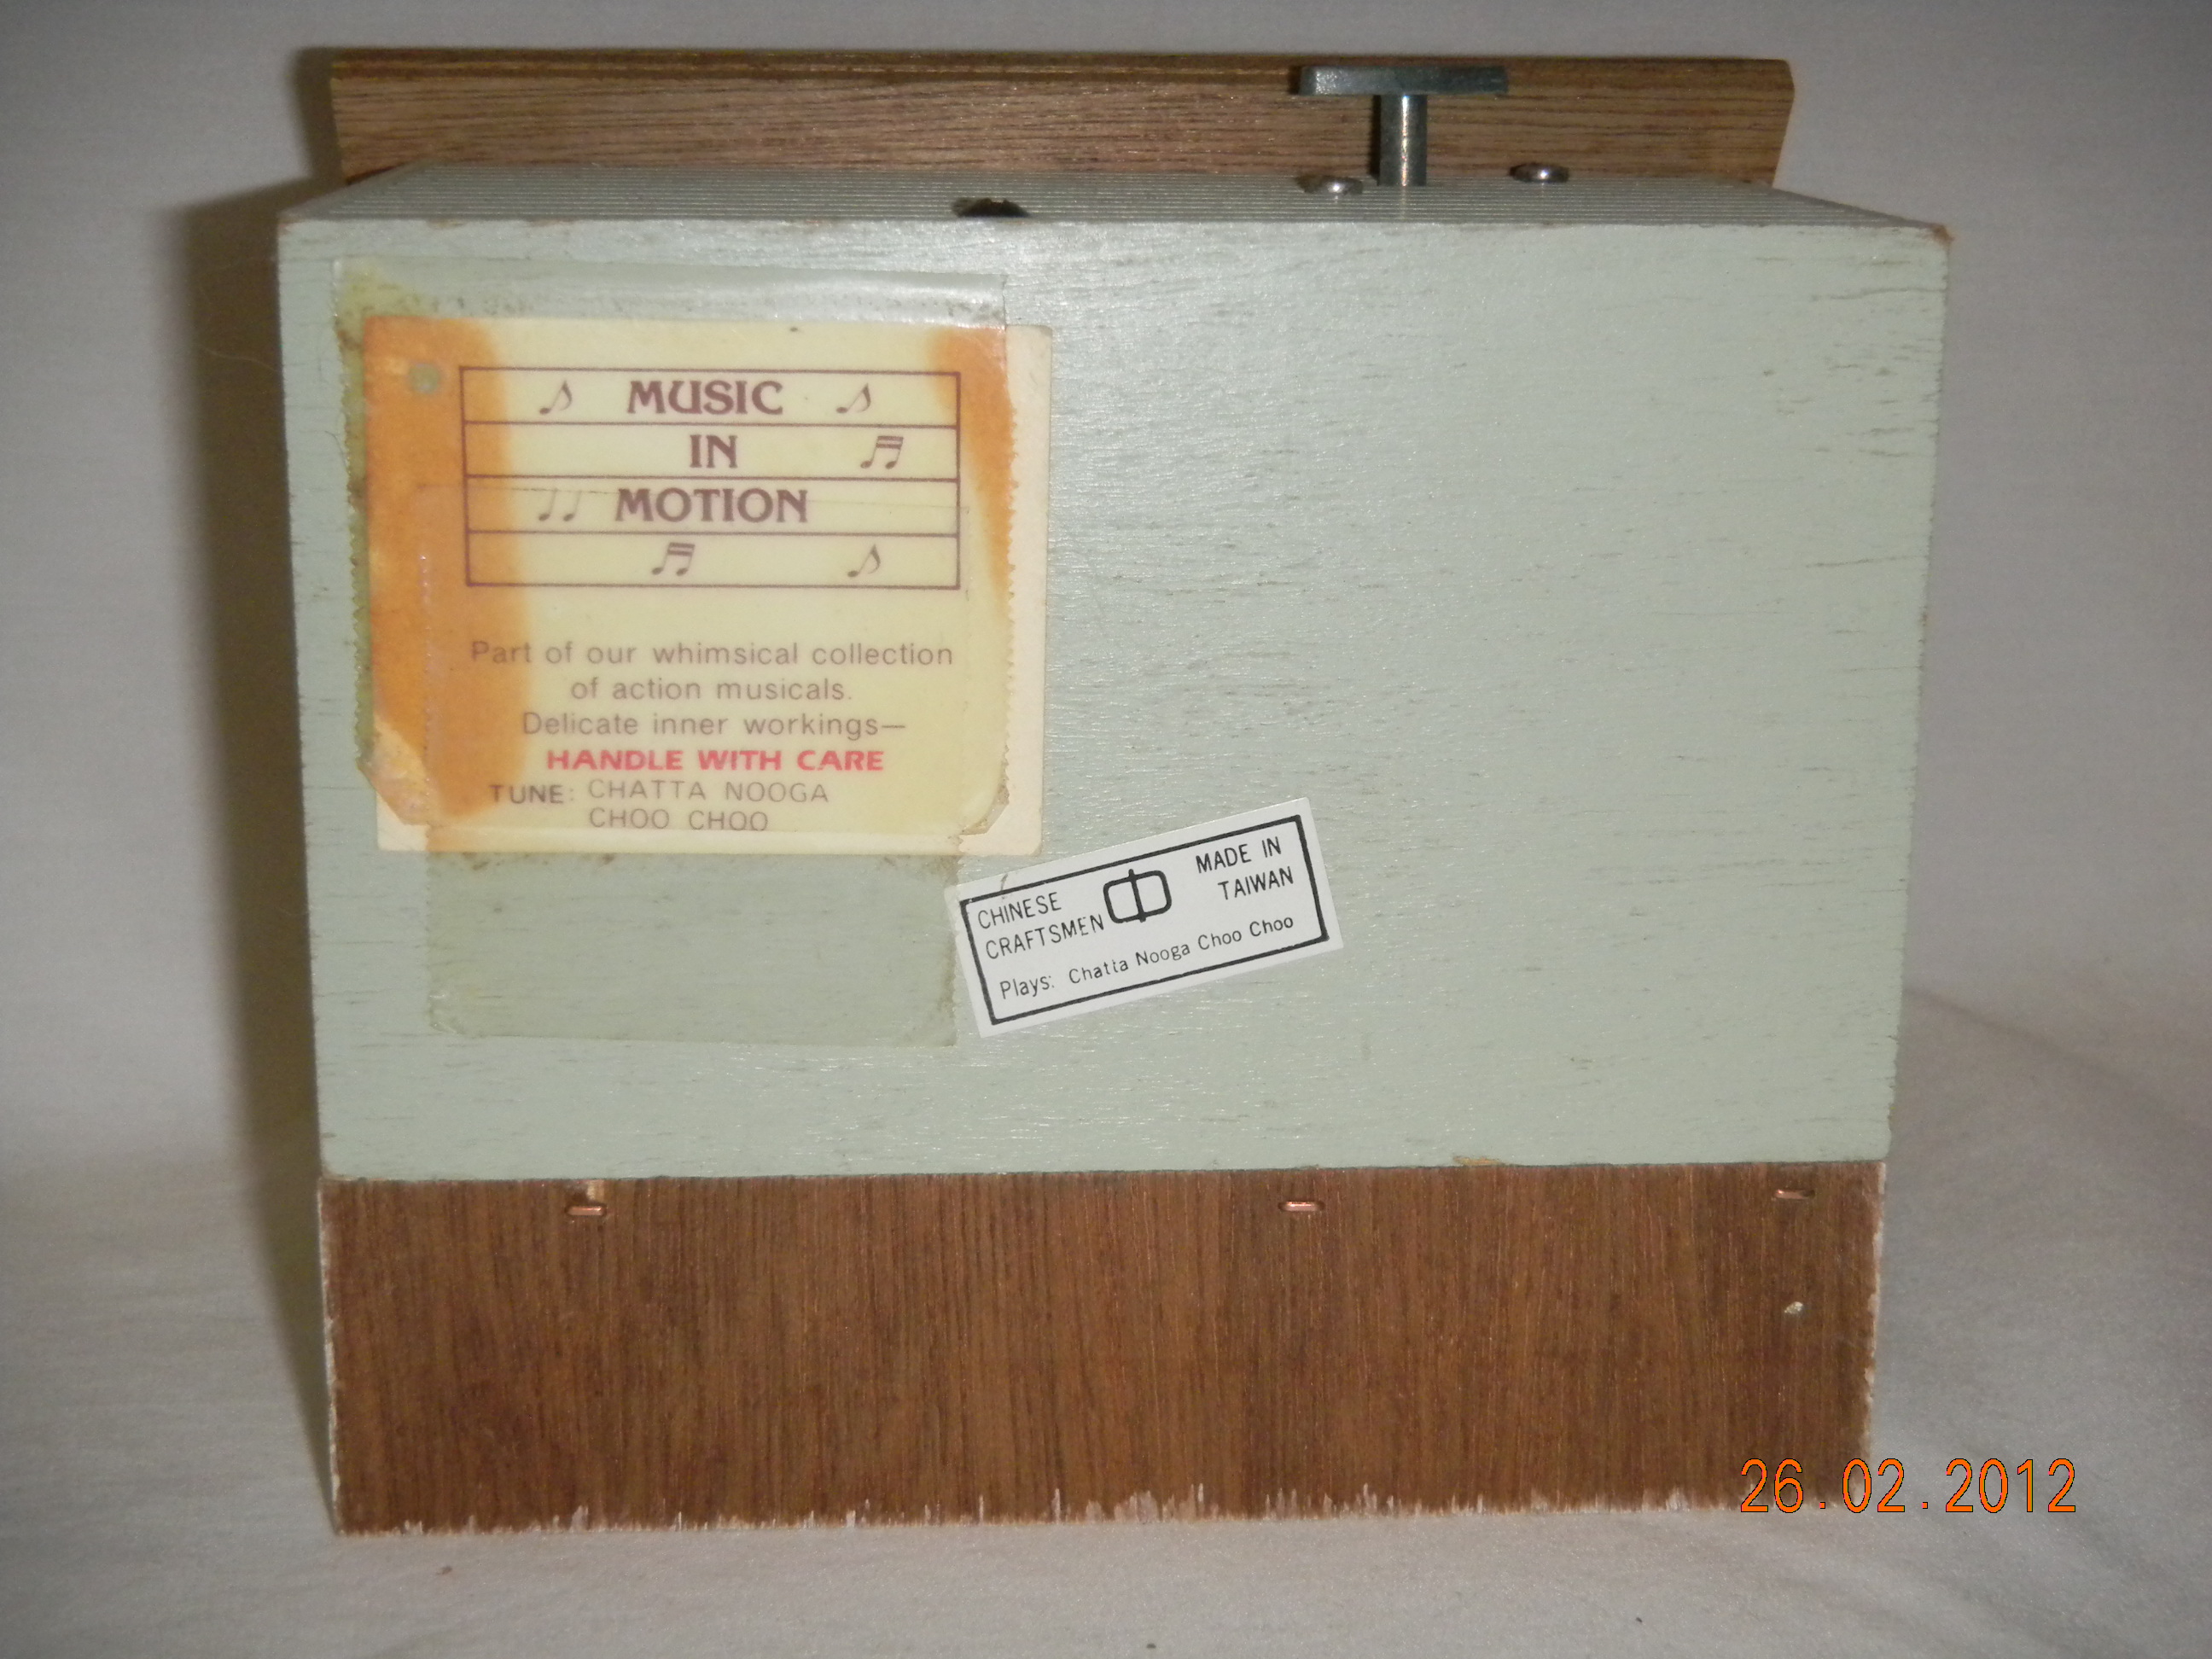 MUSIC
IN
MOTION
Part of our whimsical collection
of action musicals.
Delicate inner workings—
HANDLE WITH CARE
TUNE: CHATTA NOOGA
CHOO CHOO
CHINESE
CRAFTSMEN
MADE IN
TAIWAN
Plays: Chatta Nooga Choo Choo
26.02.2012